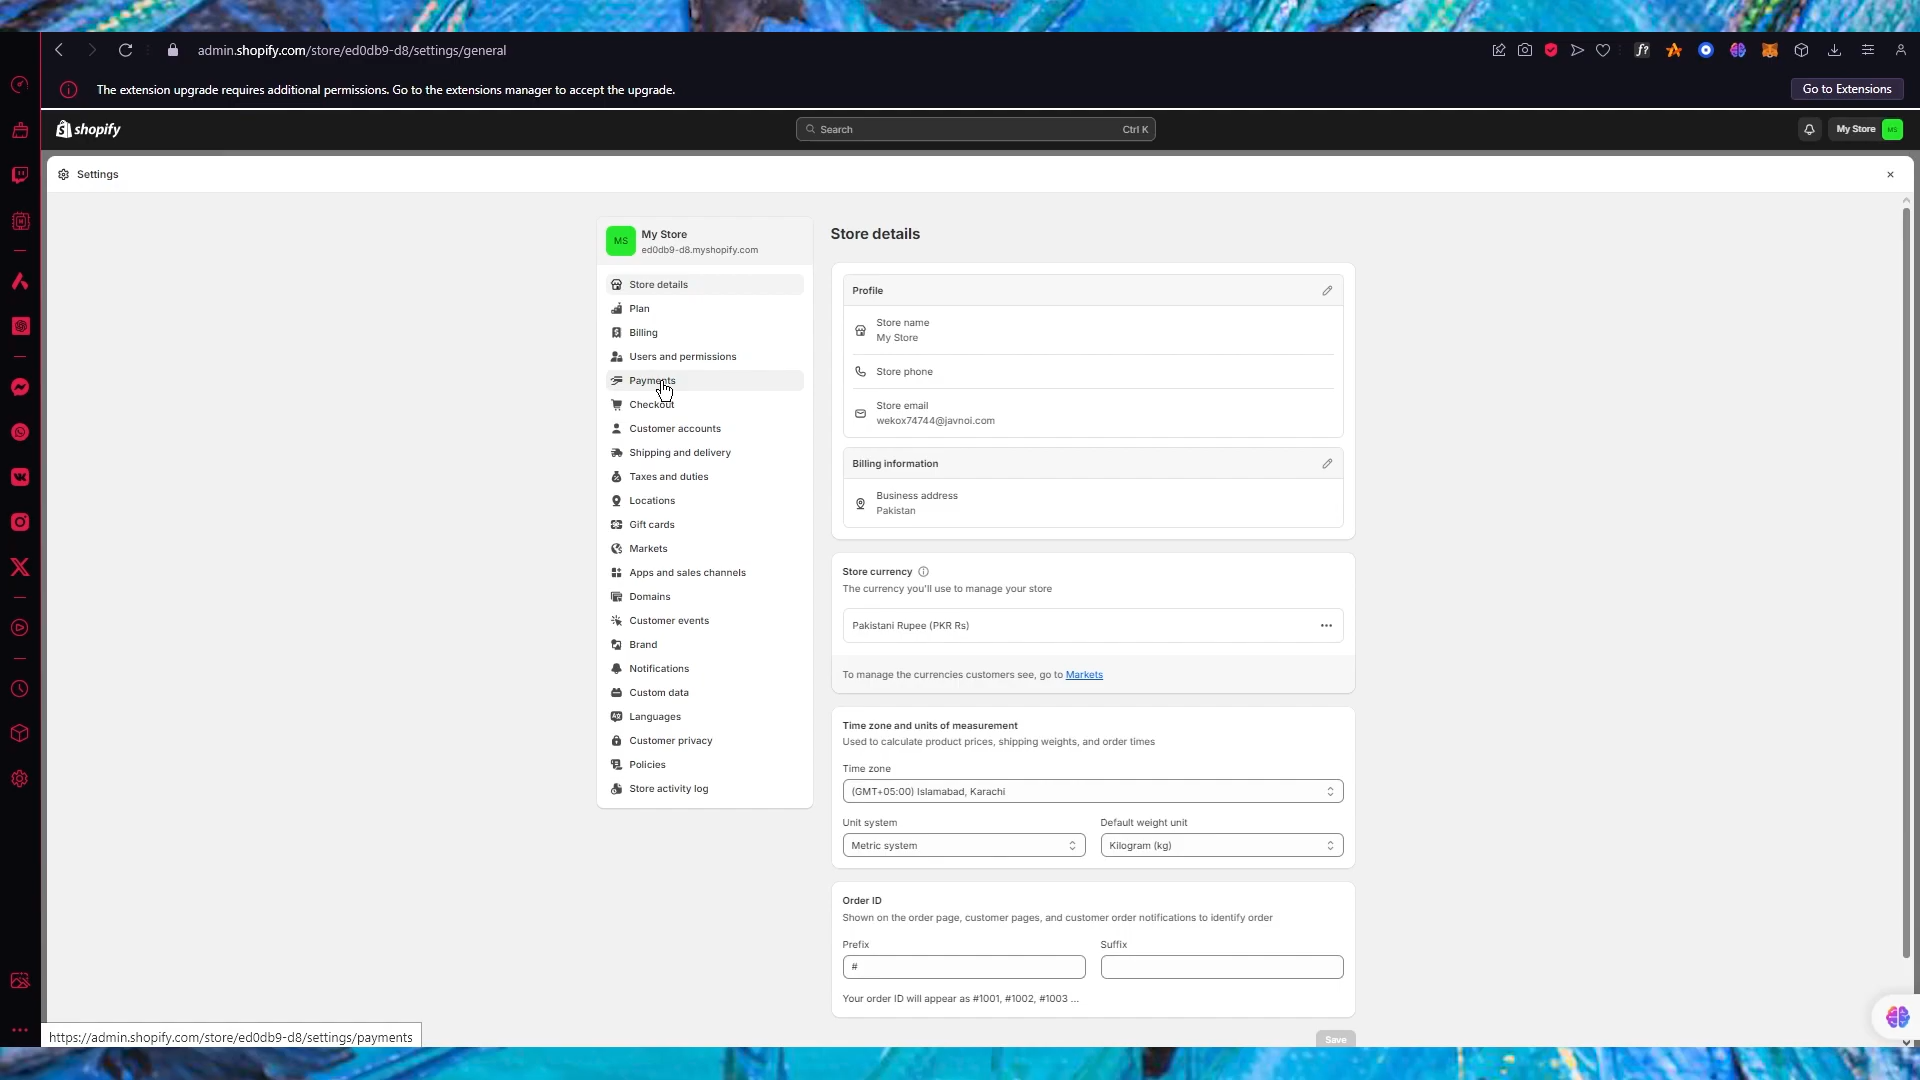 admin.shopify.com/store/ed0db9-d8/settings/general
The extension upgrade requires additional permissions. Go to the extensions manager to accept the upgrade.
Go to Extensions
shopify
Search
Ctrl K
My Store
MS
Settings
MS
My Store
ed0db9-d8.myshopify.com
Store details
Plan
Billing
Users and permissions
Payments
Checkout
Customer accounts
Shipping and delivery
Taxes and duties
Locations
Gift cards
Markets
Apps and sales channels
Domains
Customer events
Brand
Notifications
Custom data
Languages
Customer privacy
Policies
Store activity log
Store details
Profile
Store name
My Store
Store phone
Store email
wekox74744@javnoi.com
Billing information
Business address
Pakistan
Store currency
The currency you'll use to manage your store
Pakistani Rupee (PKR Rs)
To manage the currencies customers see, go to Markets
Time zone and units of measurement
Used to calculate product prices, shipping weights, and order times
Time zone
(GMT+05:00) Islamabad, Karachi
Unit system
Default weight unit
Metric system
Kilogram (kg)
Order ID
Shown on the order page, customer pages, and customer order notifications to identify order
Prefix
Suffix
#
Your order ID will appear as #1001, #1002, #1003 ...
Save
https://admin.shopify.com/store/ed0db9-d8/settings/payments